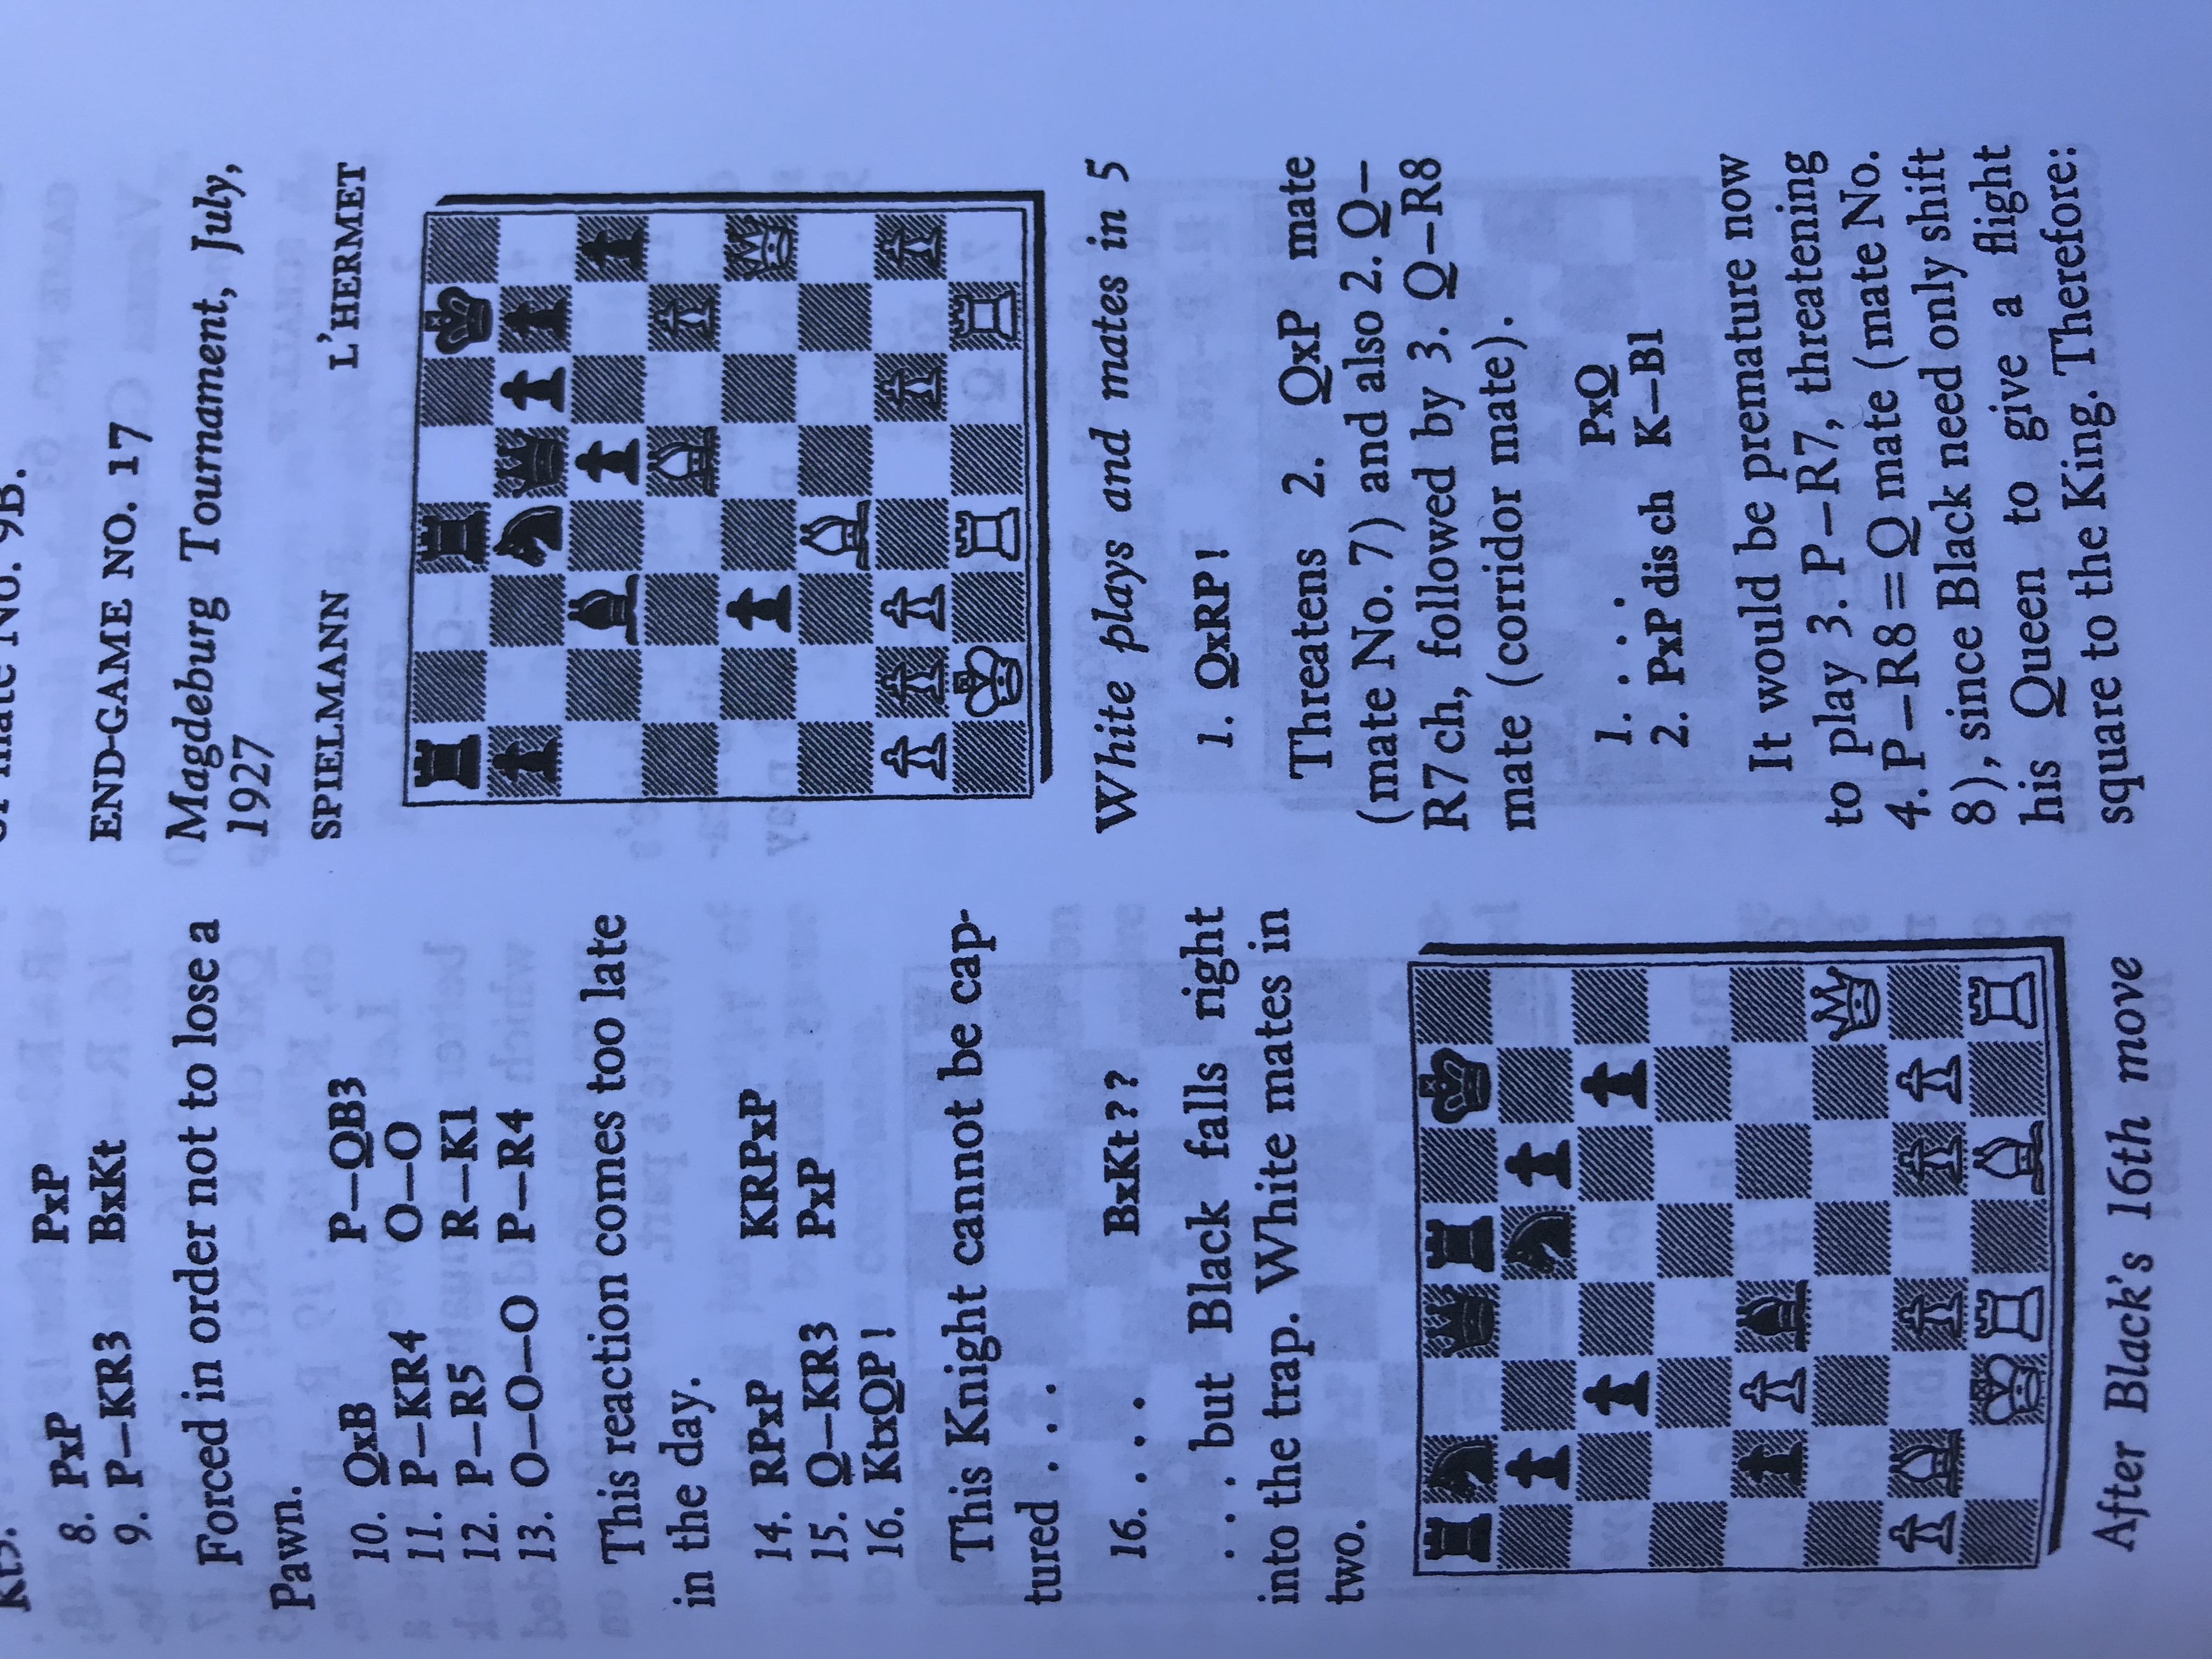 Kt5.
8. PxP PxP
9. P—KR3 BxKt
Forced in order not to lose a
Pawn.
10. QxB P—QB3
11. P—KR4 O—O
12. P—R5 R—K1
13. O—O—O P—R4
This reaction comes too late
in the day.
14. RPxP KRPxP
15. Q—KR3 PxP
16. KtxQP!
This Knight cannot be cap-
tured . . .
16. . . . BxKt??
. . . but Black falls right
into the trap. White mates in
two.
After Black's 16th move
of mate No. 9B.
END-GAME NO. 17
Magdeburg Tournament, July,
1927
SPIELMANN L'HERMET
White plays and mates in 5
1. QxRP!
Threatens 2. QxP mate
(mate No. 7) and also 2. Q—
R7 ch, followed by 3. Q—R8
mate (corridor mate).
1. . . . PxQ
2. PxP dis ch K—B1
It would be premature now
to play 3. P—R7, threatening
4. P—R8=Q mate (mate No.
8), since Black need only shift
his Queen to give a flight
square to the King. Therefore: